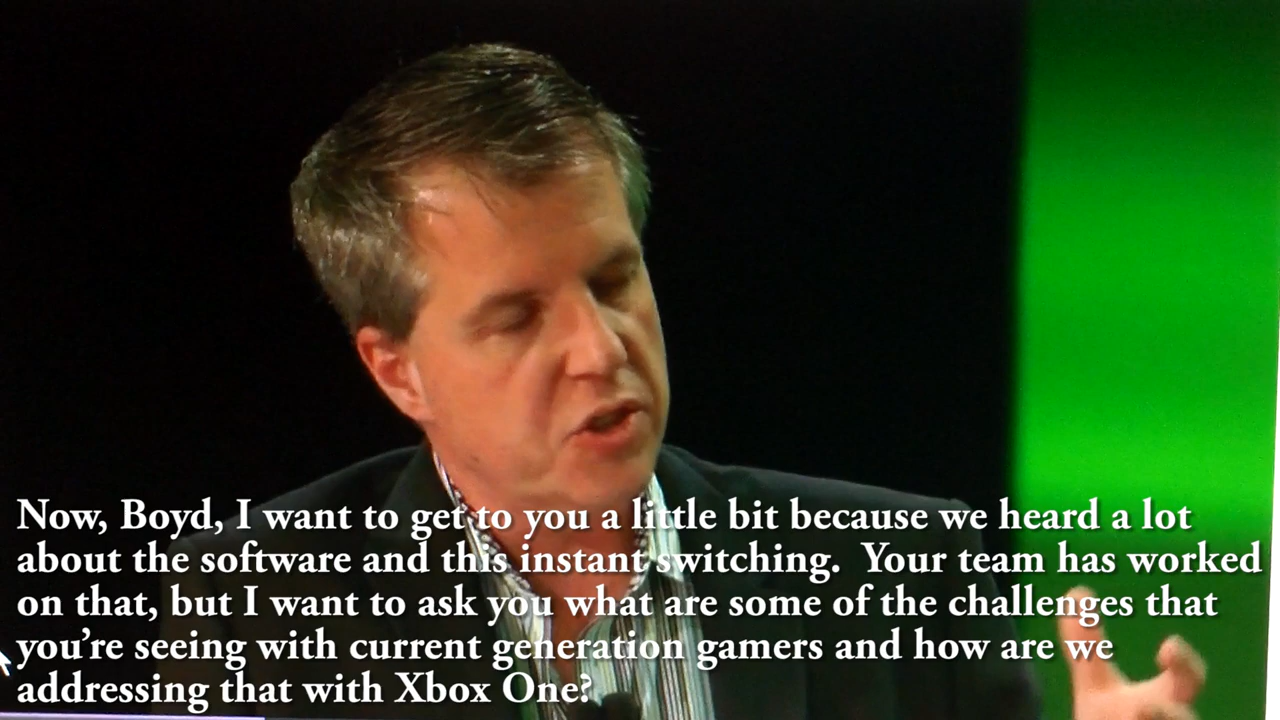 Now, Boyd, I want to get to you a little bit because we heard a lot
about the software and this instant switching.  Your team has worked
on that, but I want to ask you what are some of the challenges that
you’re seeing with current generation gamers and how are we
addressing that with Xbox One?